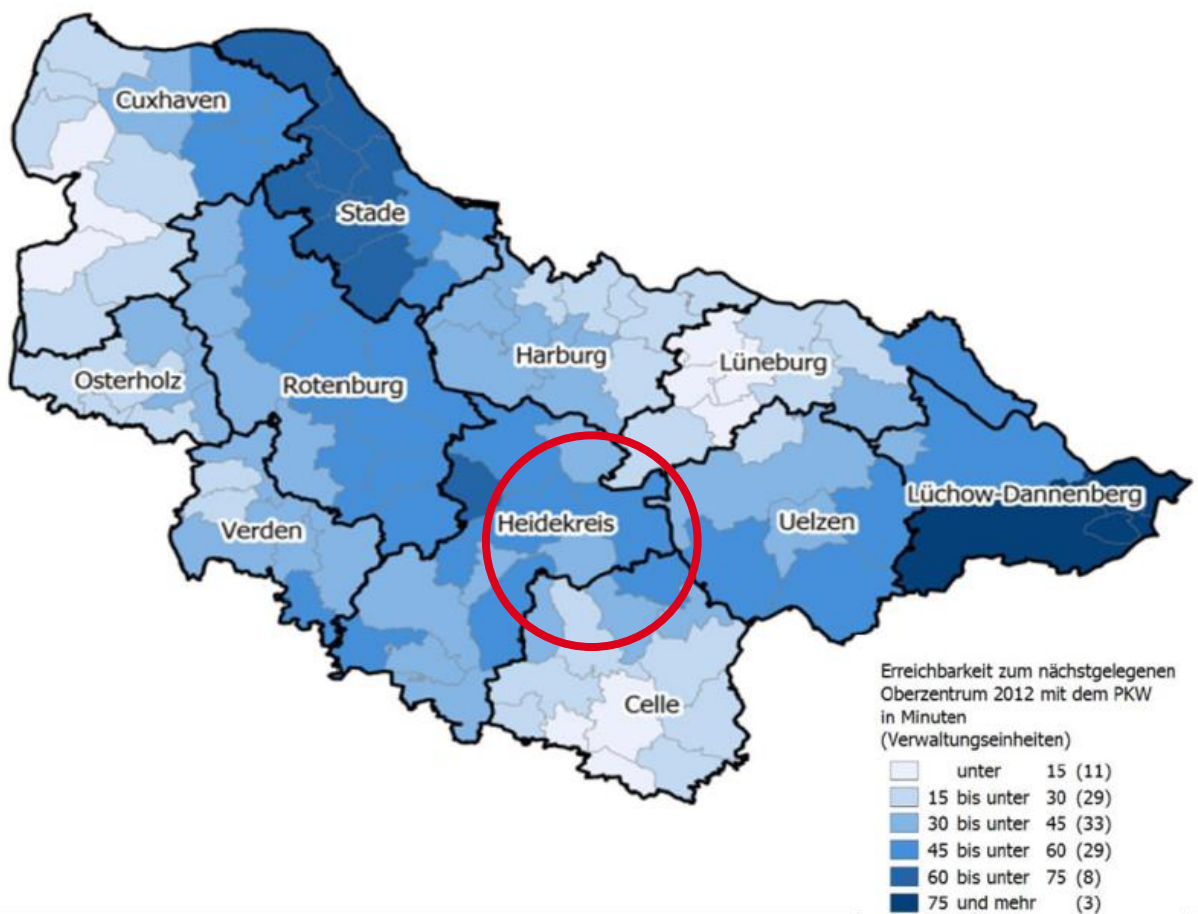 Cuxhaven
Stade
Harburg
Lüneburg
Osterholz
Rotenburg
Lüchow-Dannenberg
Verden
Heidekreis
Uelzen
Celle
Erreichbarkeit zum nächstgelegenen
Oberzentrum 2012 mit dem PKW
in Minuten
(Verwaltungseinheiten)
unter 15 (11)
15 bis unter 30 (29)
30 bis unter 45 (33)
45 bis unter 60 (29)
60 bis unter 75 (8)
75 und mehr (3)